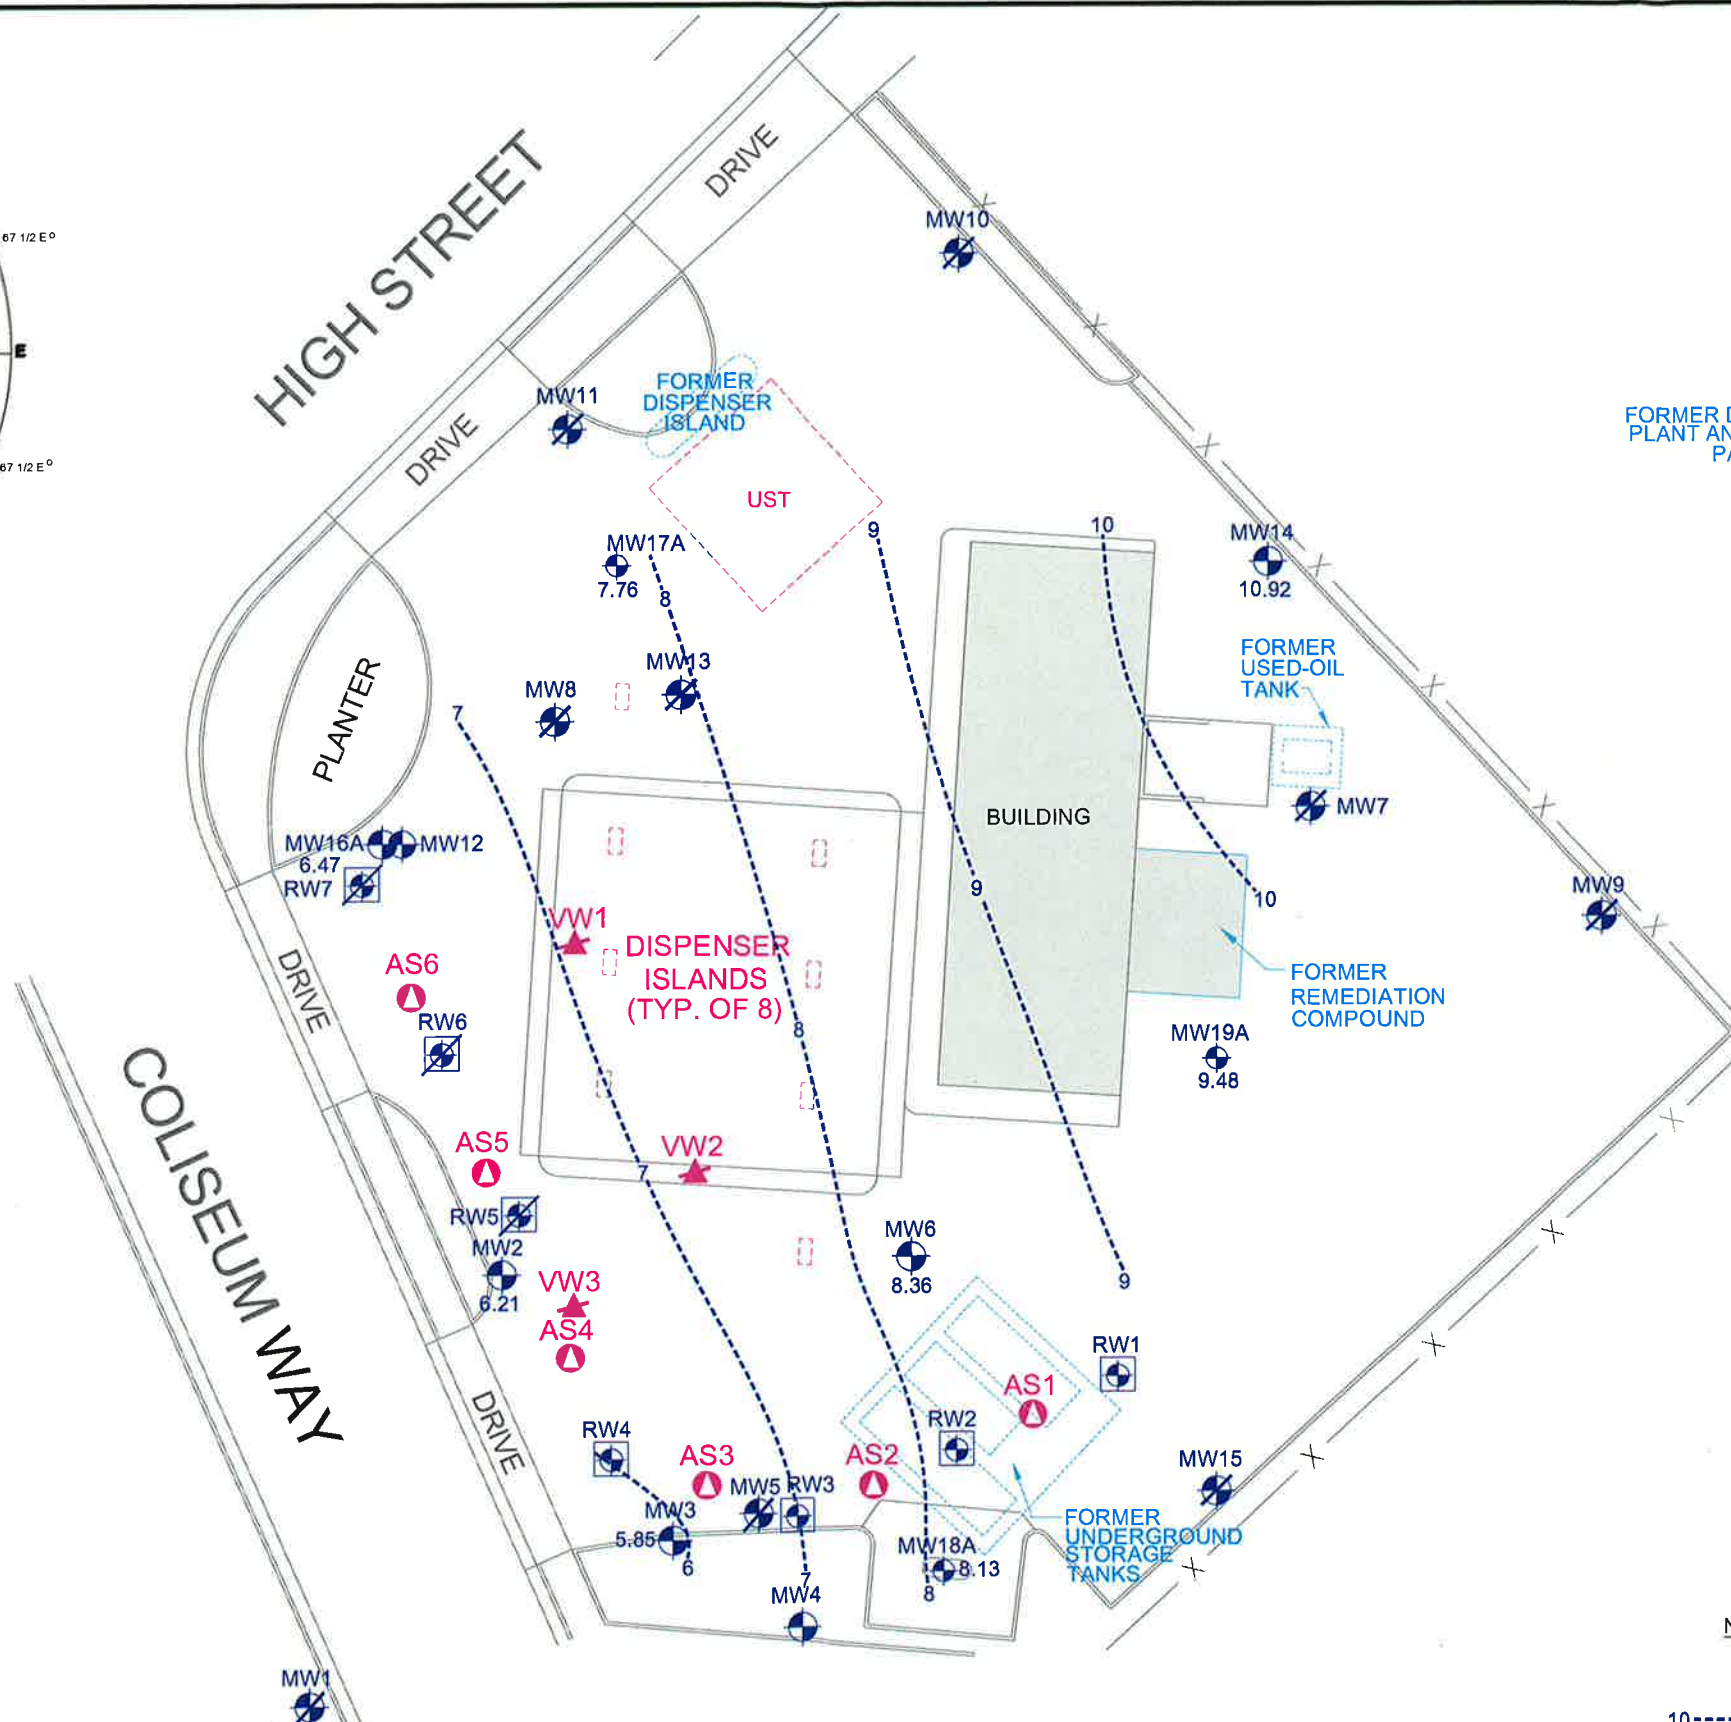 67 1/2 E°
E
67 1/2 E°
HIGH STREET
DRIVE
MW10
DRIVE
MW11
FORMER
DISPENSER
ISLAND
UST
FORMER D
PLANT AN
PA
MW17A
7.76
8
9
10
MW14
10.92
FORMER
USED-OIL
TANK
MW13
MW8
7
PLANTER
BUILDING
MW7
MW16A
MW12
6.47
RW7
9
10
MW9
VW1
DISPENSER
ISLANDS
(TYP. OF 8)
FORMER
REMEDIATION
COMPOUND
AS6
DRIVE
RW6
8
MW19A
9.48
COLISEUM WAY
AS5
VW2
7
RW5
MW2
6.21
MW6
8.36
9
VW3
AS4
RW1
AS1
RW2
DRIVE
RW4
AS3
AS2
MW5
RW3
MW15
MW3
5.85
6
7
MW4
MW18A
8.13
8
FORMER
UNDERGROUND
STORAGE
TANKS
MW1
N
10